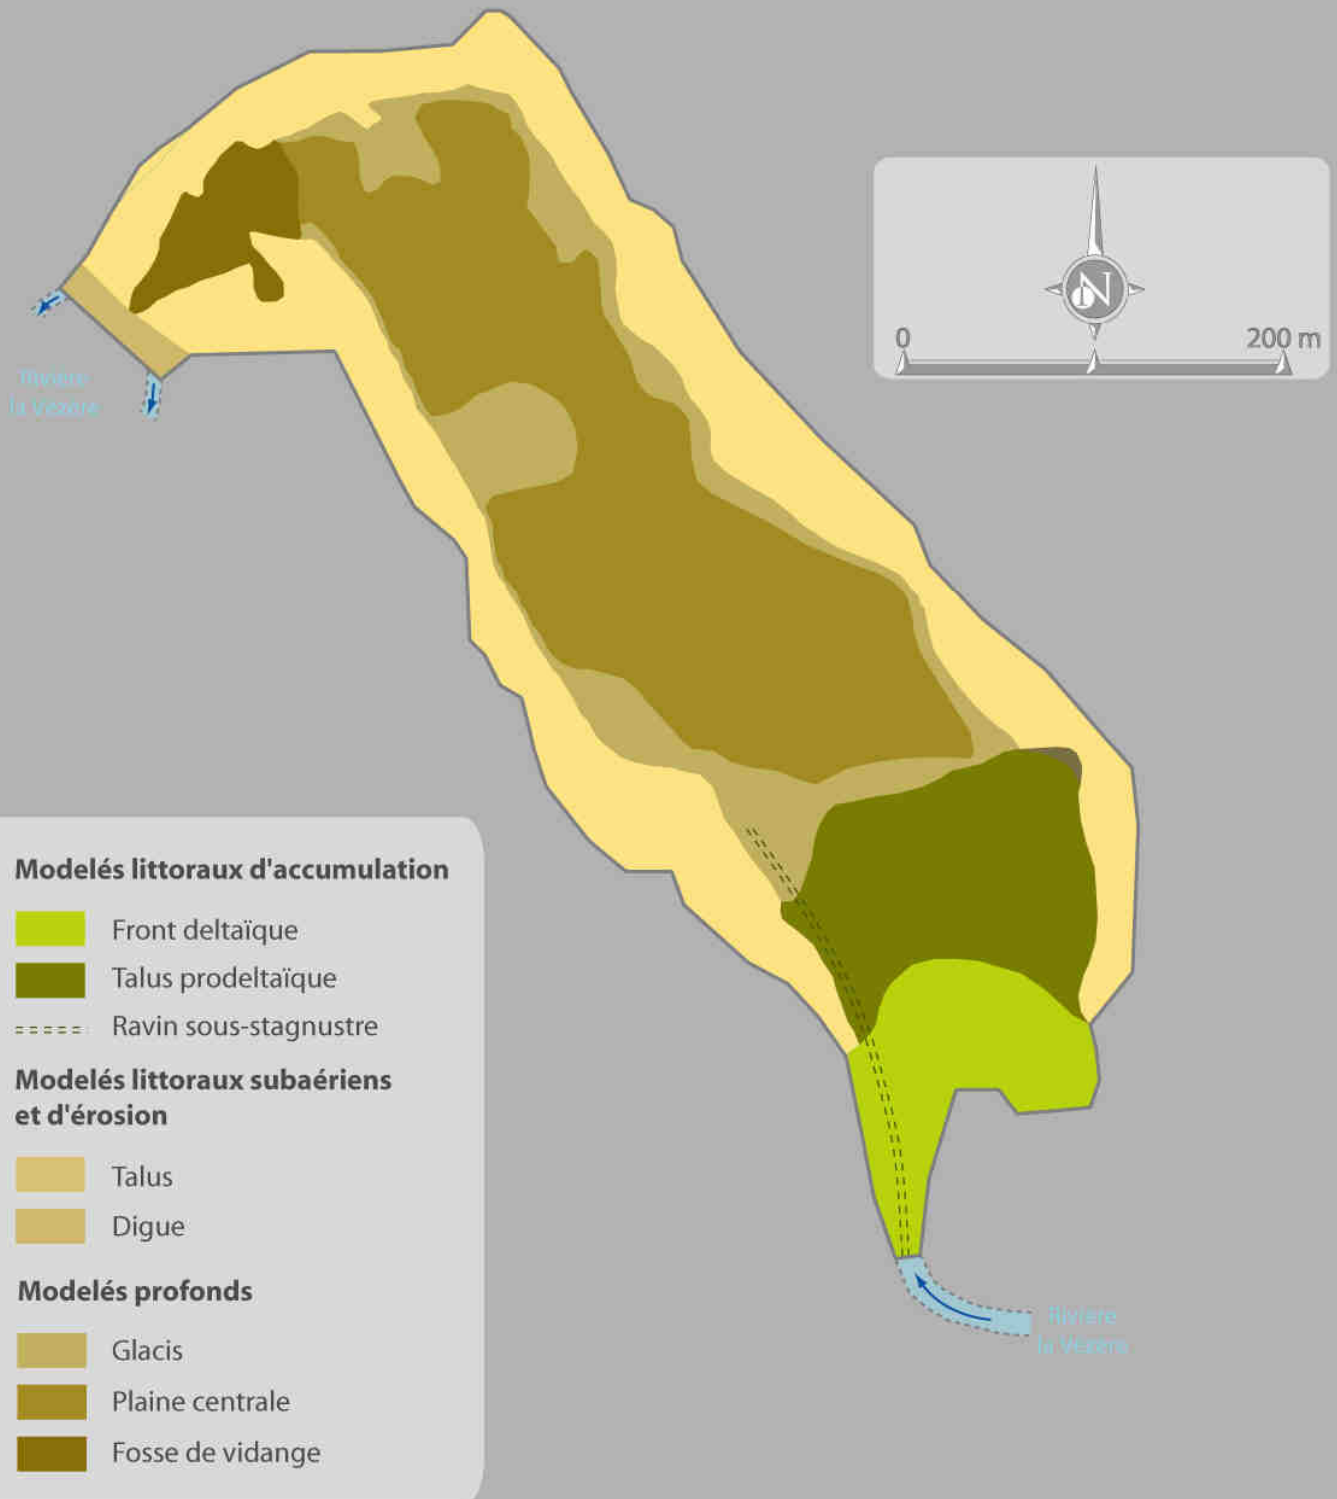 N
0 200 m
Rivière
la Vézère
Modelés littoraux d'accumulation
Front deltaïque
Talus prodeltaïque
Ravin sous-stagnustre
Modelés littoraux subaériens
et d'érosion
Talus
Digue
Modelés profonds
Glacis
Plaine centrale
Fosse de vidange
Rivière
la Vézère